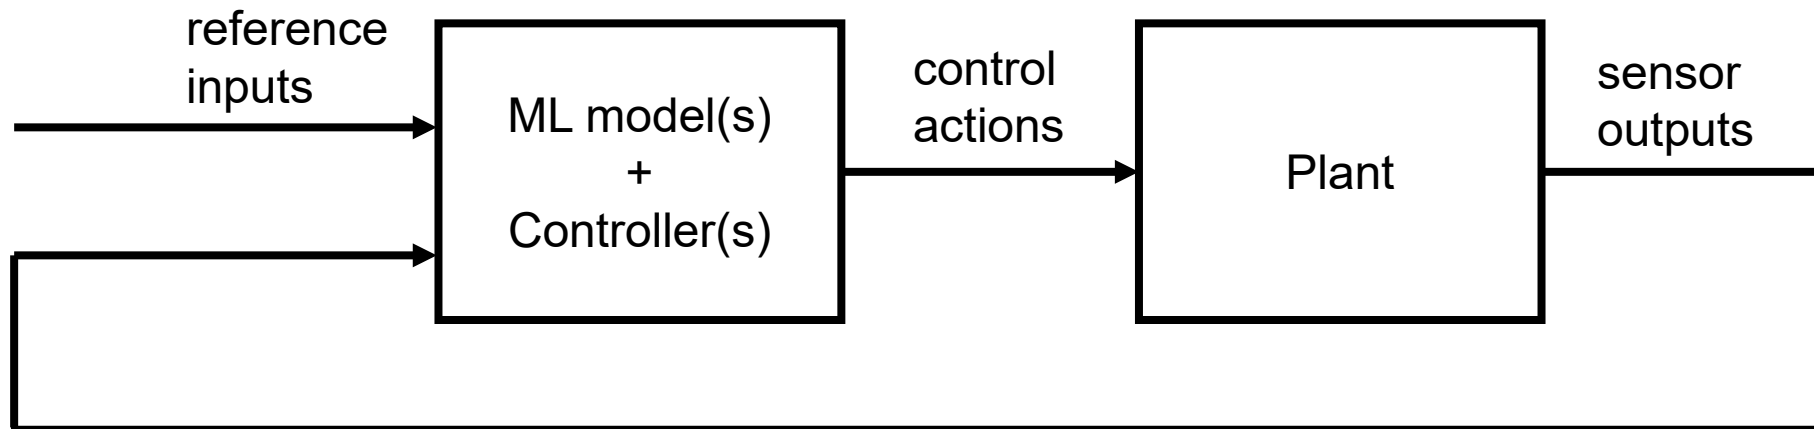 reference
inputs
ML model(s)
+
Controller(s)
control
actions
Plant
sensor
outputs